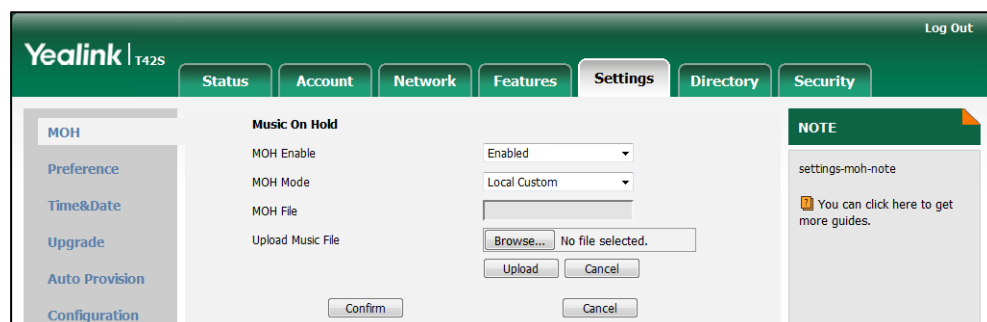 Log Out
Yealink T42S
Status Account Network Features Settings Directory Security
MOH
Preference
Time&Date
Upgrade
Auto Provision
Configuration
Music On Hold
MOH Enable Enabled
MOH Mode Local Custom
MOH File
Upload Music File Browse... No file selected.
Upload Cancel
Confirm Cancel
NOTE
settings-moh-note
You can click here to get
more guides.